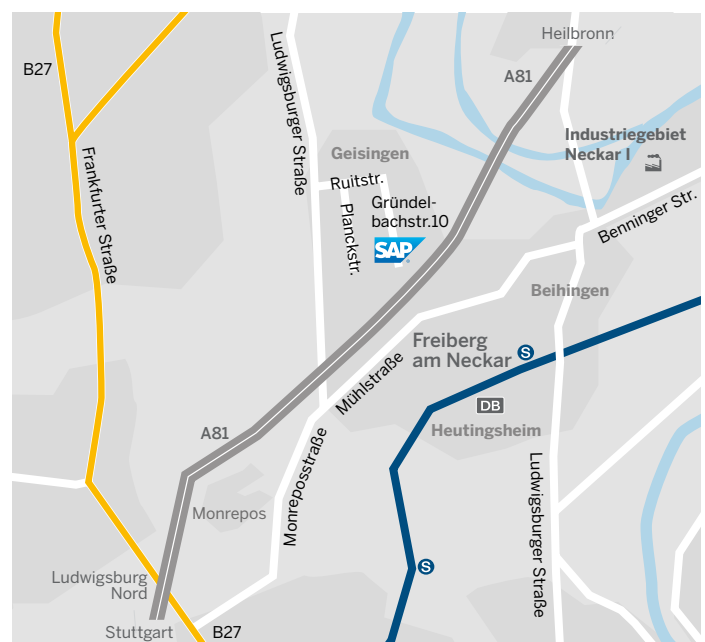 Heilbronn
B27
A81
Ludwigsburger Straße
Industriegebiet
Neckar I
Geisingen
Frankfurter Straße
Ruitstr.
Planckstr.
Gründel-
bachstr.10
Benninger Str.
SAP
Beihingen
Freiberg
am Neckar
S
Mühlstraße
DB
A81
Heutingsheim
Monreposstraße
Ludwigsburger Straße
Monrepos
S
Ludwigsburg
Nord
Stuttgart
B27